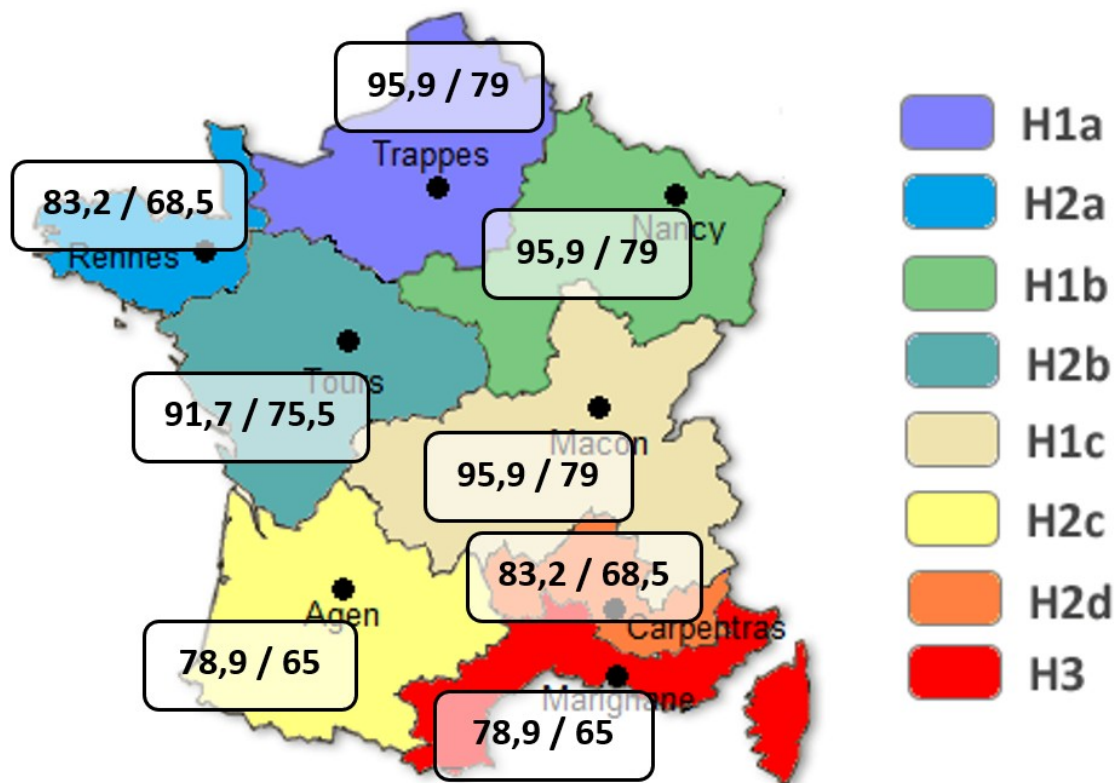 95,9 / 79
Trappes
83,2 / 68,5
Rennes
Nancy
95,9 / 79
Tours
91,7 / 75,5
Macon
95,9 / 79
83,2 / 68,5
Agen
Carpentras
78,9 / 65
Marignane
78,9 / 65
H1a
H2a
H1b
H2b
H1c
H2c
H2d
H3